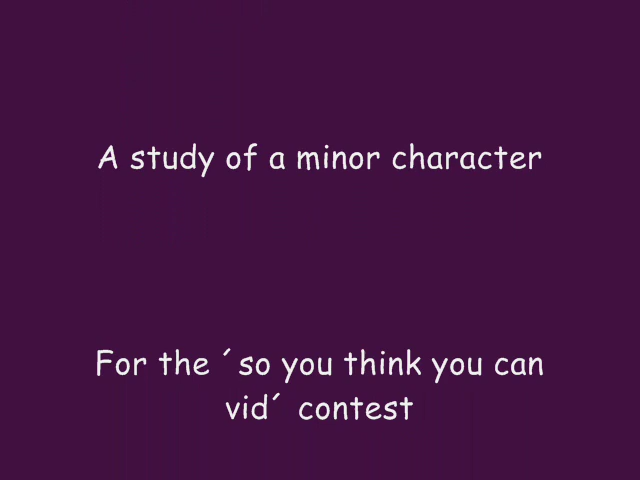 A study of a minor character
For the ´so you think you can
vid´ contest